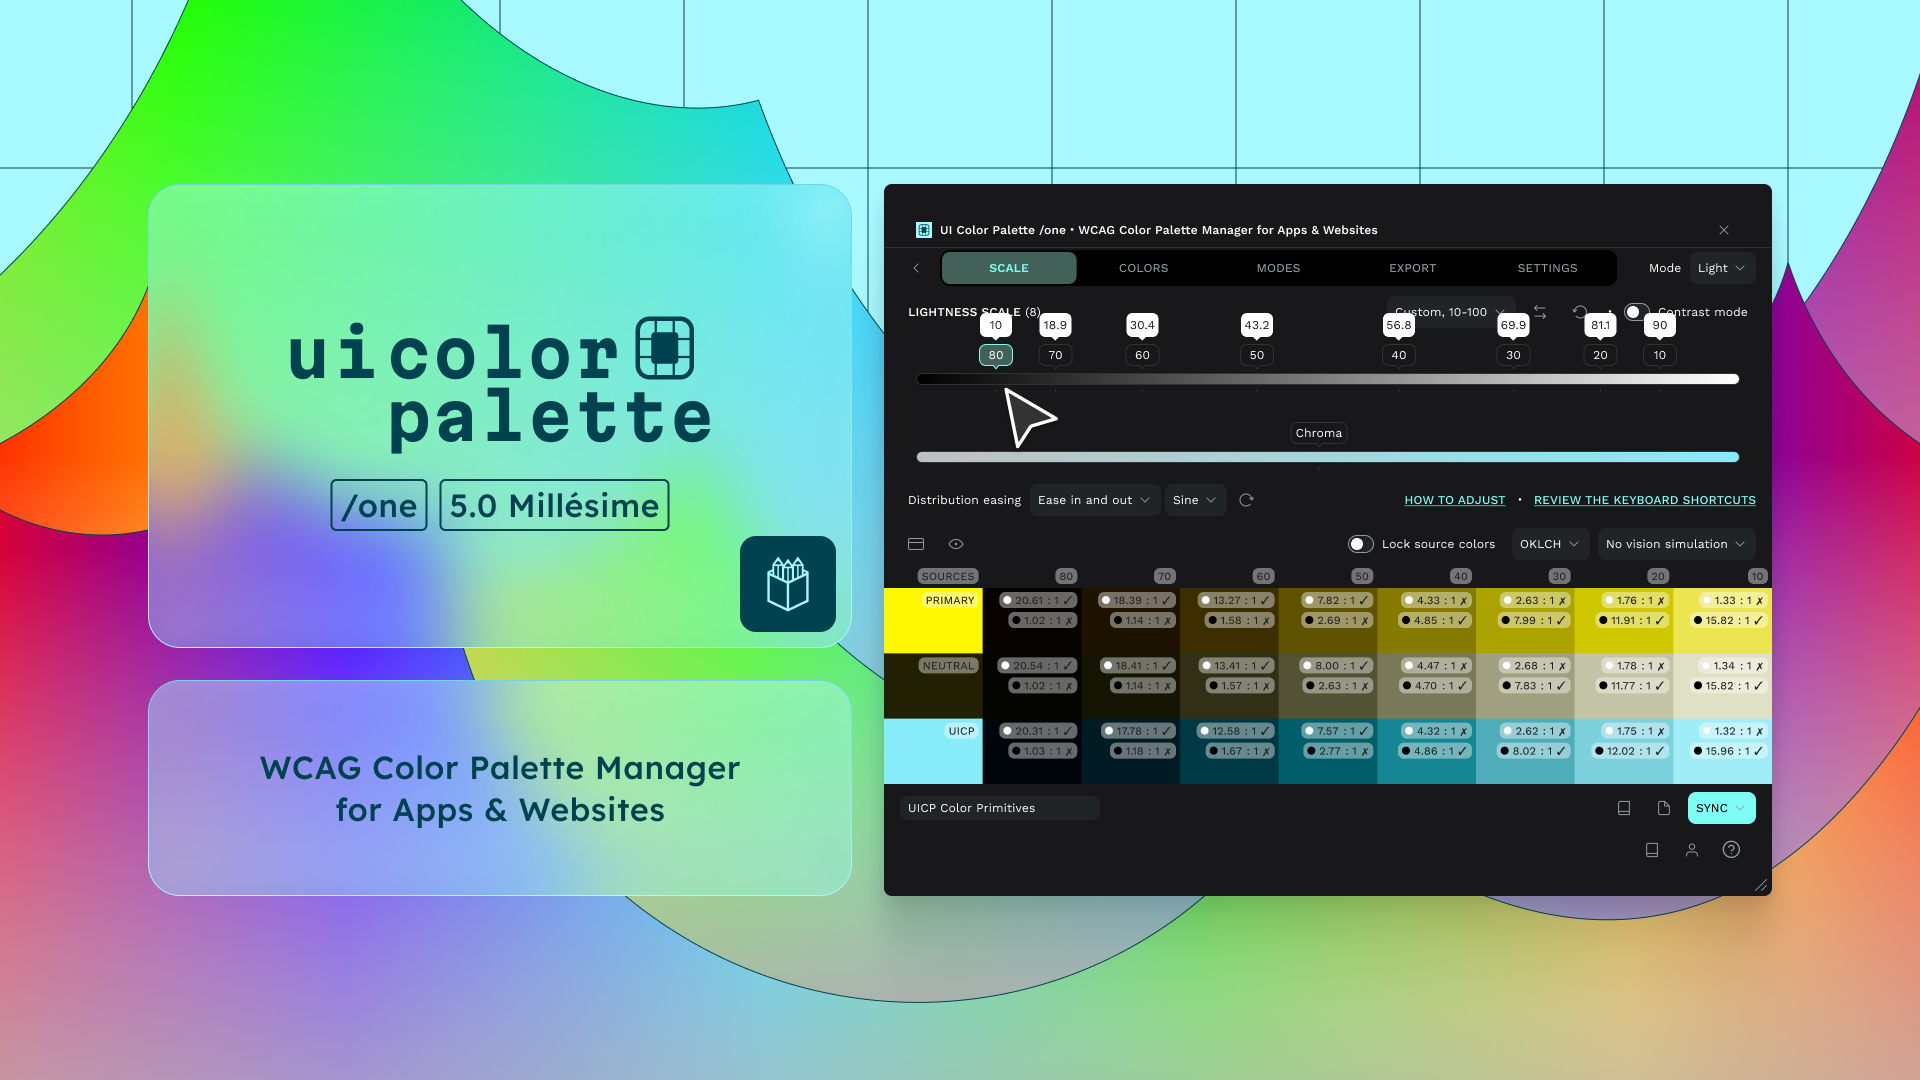 uicolor
palette
/one 5.0 Millésime
WCAG Color Palette Manager
for Apps & Websites
UI Color Palette /one • WCAG Color Palette Manager for Apps & Websites
SCALE COLORS MODES EXPORT SETTINGS Mode Light
LIGHTNESS SCALE (8) Custom, 10-100 Contrast mode
10 18.9 30.4 43.2 56.8 69.9 81.1 90
80 70 60 50 40 30 20 10
Chroma
Distribution easing Ease in and out Sine HOW TO ADJUST • REVIEW THE KEYBOARD SHORTCUTS
Lock source colors OKLCH No vision simulation
SOURCES 80 70 60 50 40 30 20 10
PRIMARY 20.61 : 1 ✓ 18.39 : 1 ✓ 13.27 : 1 ✓ 7.82 : 1 ✓ 4.33 : 1 ✗ 2.63 : 1 ✗ 1.76 : 1 ✗ 1.33 : 1 ✗
1.02 : 1 ✗ 1.14 : 1 ✗ 1.58 : 1 ✗ 2.69 : 1 ✗ 4.85 : 1 ✓ 7.99 : 1 ✓ 11.91 : 1 ✓ 15.82 : 1 ✓
NEUTRAL 20.54 : 1 ✓ 18.41 : 1 ✓ 13.41 : 1 ✓ 8.00 : 1 ✓ 4.47 : 1 ✗ 2.68 : 1 ✗ 1.78 : 1 ✗ 1.34 : 1 ✗
1.02 : 1 ✗ 1.14 : 1 ✗ 1.57 : 1 ✗ 2.63 : 1 ✗ 4.70 : 1 ✓ 7.83 : 1 ✓ 11.77 : 1 ✓ 15.82 : 1 ✓
UICP 20.31 : 1 ✓ 17.78 : 1 ✓ 12.58 : 1 ✓ 7.57 : 1 ✓ 4.32 : 1 ✗ 2.62 : 1 ✗ 1.75 : 1 ✗ 1.32 : 1 ✗
1.03 : 1 ✗ 1.18 : 1 ✗ 1.67 : 1 ✗ 2.77 : 1 ✗ 4.86 : 1 ✓ 8.02 : 1 ✓ 12.02 : 1 ✓ 15.96 : 1 ✓
UICP Color Primitives SYNC